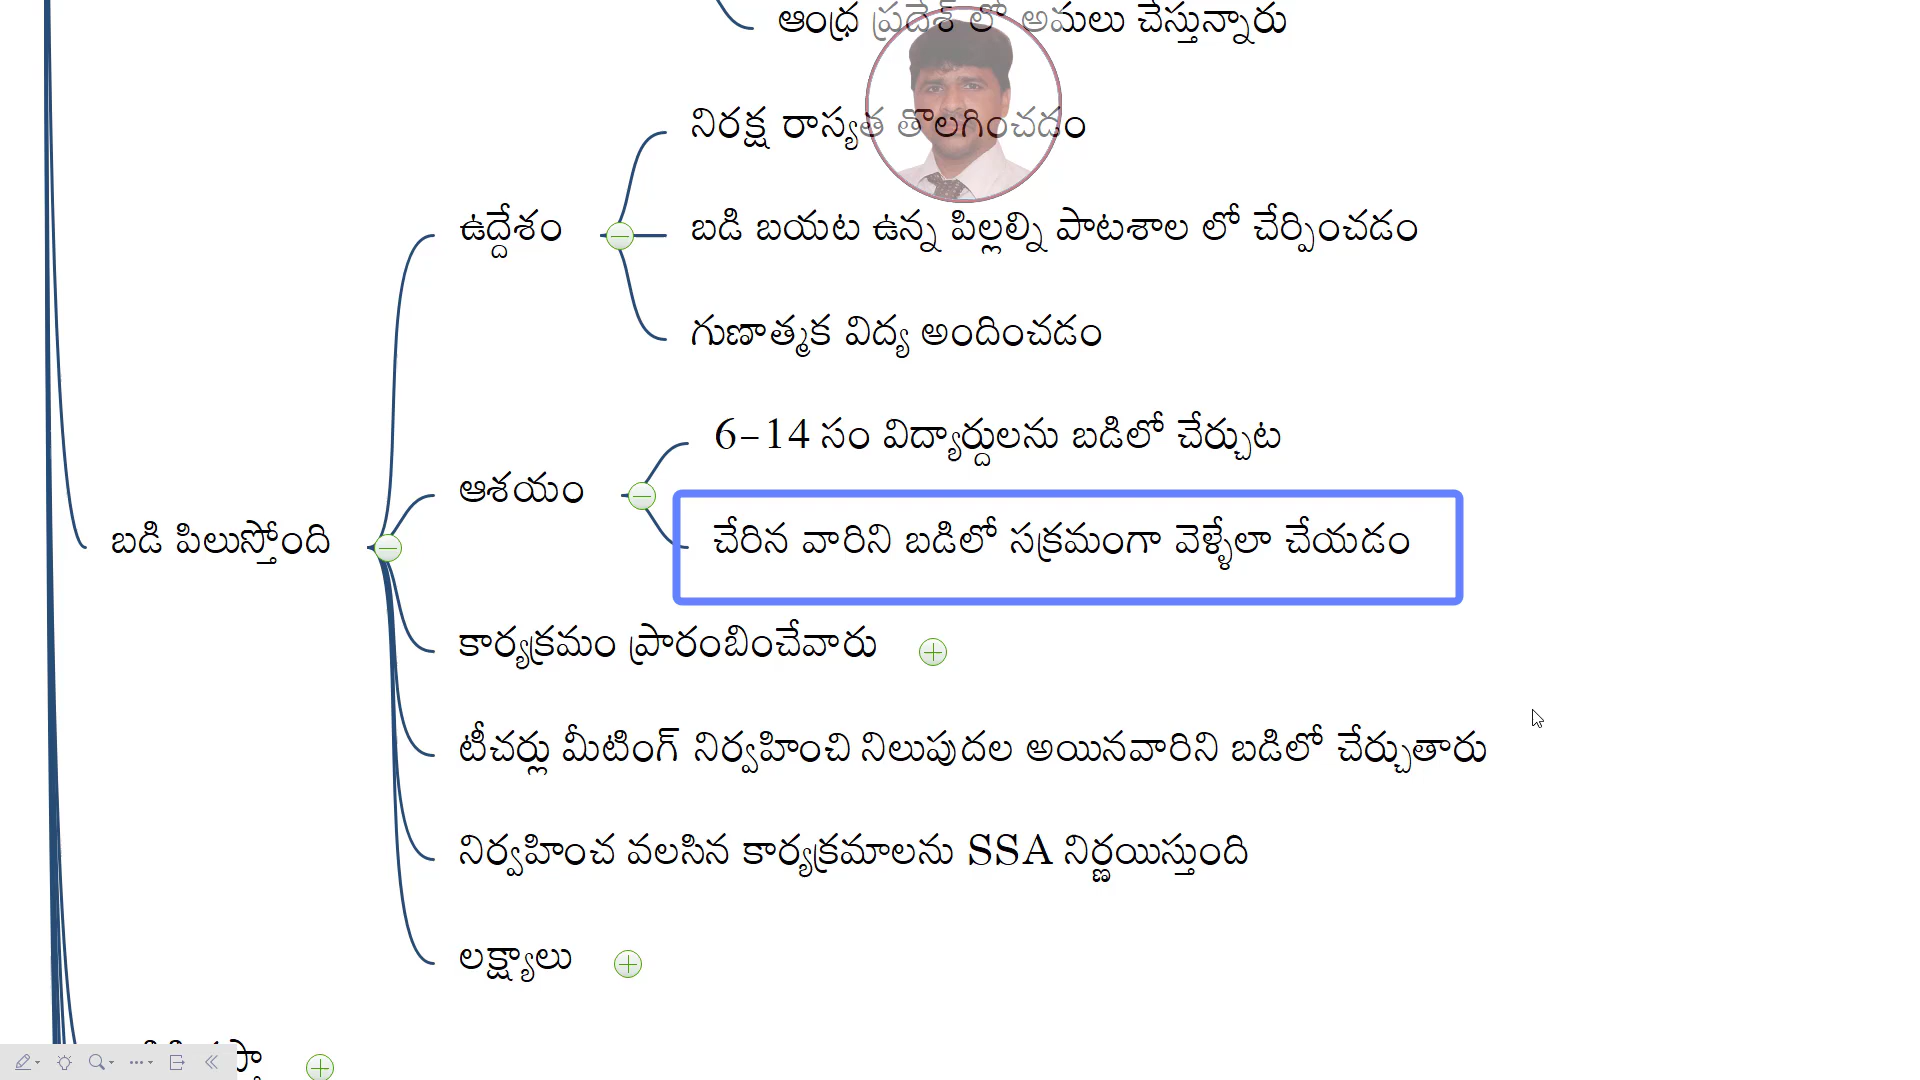 ఆంధ్ర ప్రదేశ్ లో అమలు చేస్తున్నారు
నిరక్ష రాస్యత తొలగించడం
ఉద్దేశం
బడి బయట ఉన్న పిల్లల్ని పాటశాల లో చేర్పించడం
గుణాత్మక విద్య అందించడం
6-14 సం విద్యార్దులను బడిలో చేర్చుట
ఆశయం
చేరిన వారిని బడిలో సక్రమంగా వెళ్ళేలా చేయడం
బడి పిలుస్తోంది
కార్యక్రమం ప్రారంబించేవారు
టీచర్లు మీటింగ్ నిర్వహించి నిలుపుదల అయినవారిని బడిలో చేర్చుతారు
నిర్వహించ వలసిన కార్యక్రమాలను SSA నిర్ణయిస్తుంది
లక్ష్యాలు